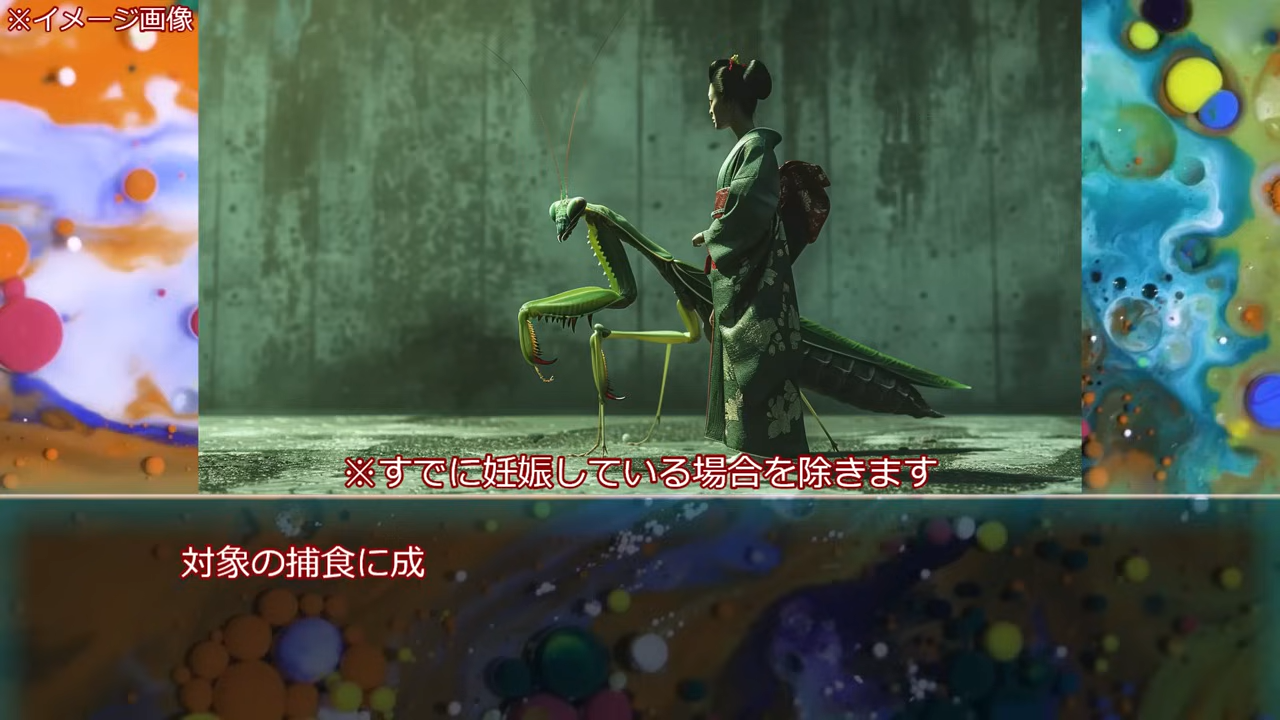 ※イメージ画像
※すでに妊娠している場合を除きます
対象の捕食に成